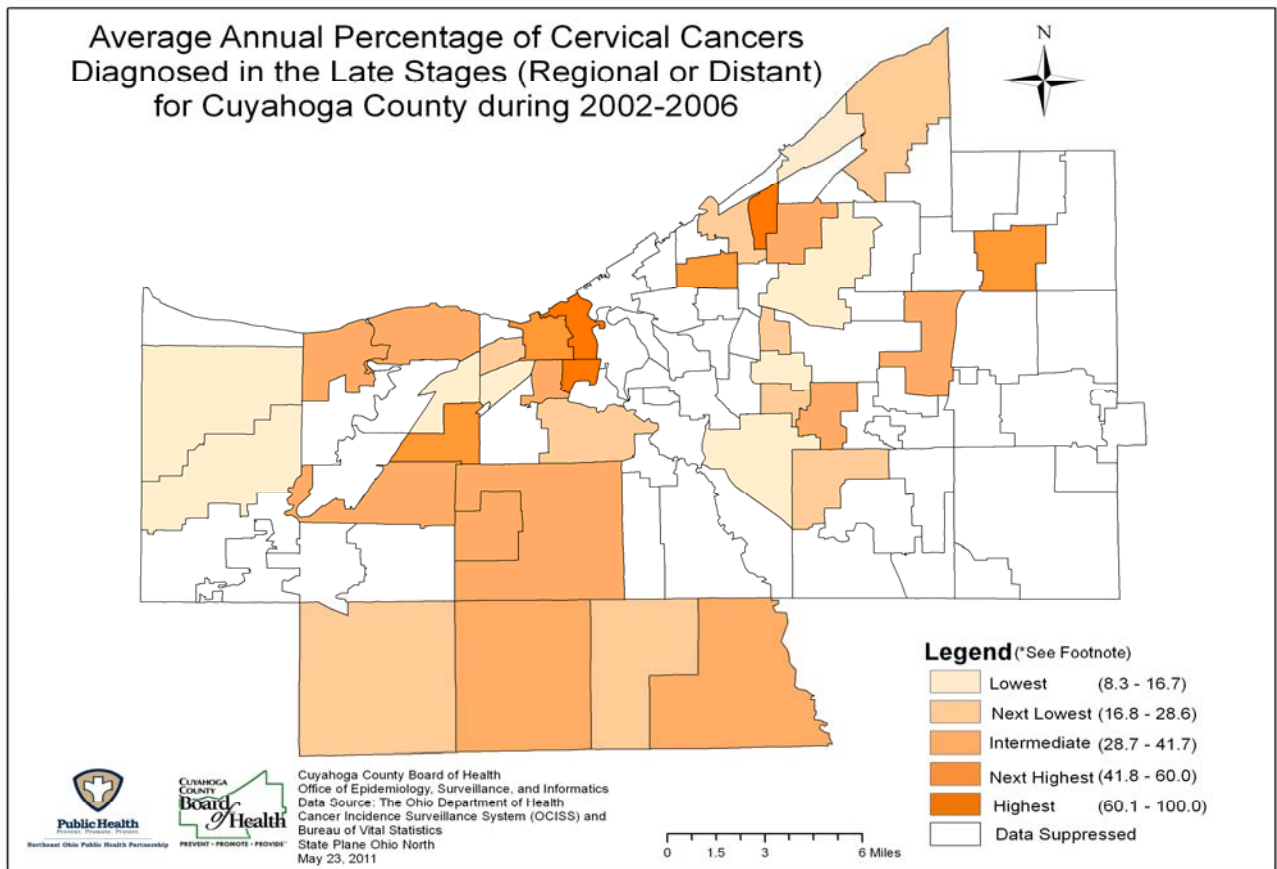 Average Annual Percentage of Cervical Cancers
Diagnosed in the Late Stages (Regional or Distant)
for Cuyahoga County during 2002-2006
N
Legend (*See Footnote)
Lowest (8.3 - 16.7)
Next Lowest (16.8 - 28.6)
Intermediate (28.7 - 41.7)
Next Highest (41.8 - 60.0)
Highest (60.1 - 100.0)
Data Suppressed
Public Health
Prevent. Promote. Protect.
Northeast Ohio Public Health Partnership
CUYAHOGA
COUNTY
Board
of Health
PREVENT • PROMOTE • PROVIDE
Cuyahoga County Board of Health
Office of Epidemiology, Surveillance, and Informatics
Data Source: The Ohio Department of Health
Cancer Incidence Surveillance System (OCISS) and
Bureau of Vital Statistics
State Plane Ohio North
May 23, 2011
0 1.5 3 6 Miles